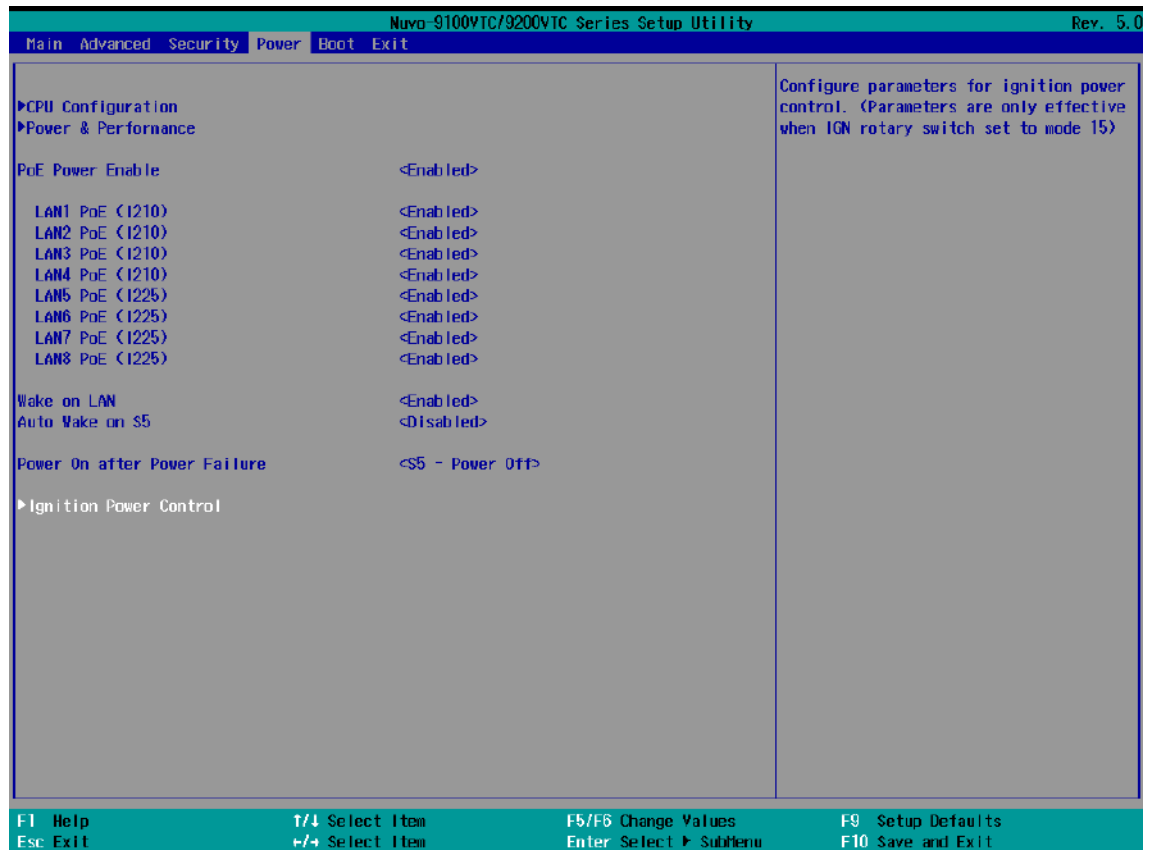 Nuvo-9100VTC/9200VTC Series Setup Utility Rev. 5.0
Main Advanced Security Power Boot Exit
Configure parameters for ignition power
control. (Parameters are only effective
when IGN rotary switch set to mode 15)
►CPU Configuration
►Power & Performance
PoE Power Enable <Enabled>
LAN1 PoE (I210) <Enabled>
LAN2 PoE (I210) <Enabled>
LAN3 PoE (I210) <Enabled>
LAN4 PoE (I210) <Enabled>
LAN5 PoE (I225) <Enabled>
LAN6 PoE (I225) <Enabled>
LAN7 PoE (I225) <Enabled>
LAN8 PoE (I225) <Enabled>
Wake on LAN <Enabled>
Auto Wake on S5 <Disabled>
Power On after Power Failure <S5 - Power Off>
►Ignition Power Control
F1 Help ↑/↓ Select Item F5/F6 Change Values F9 Setup Defaults
Esc Exit ←/→ Select Item Enter Select ► SubMenu F10 Save and Exit